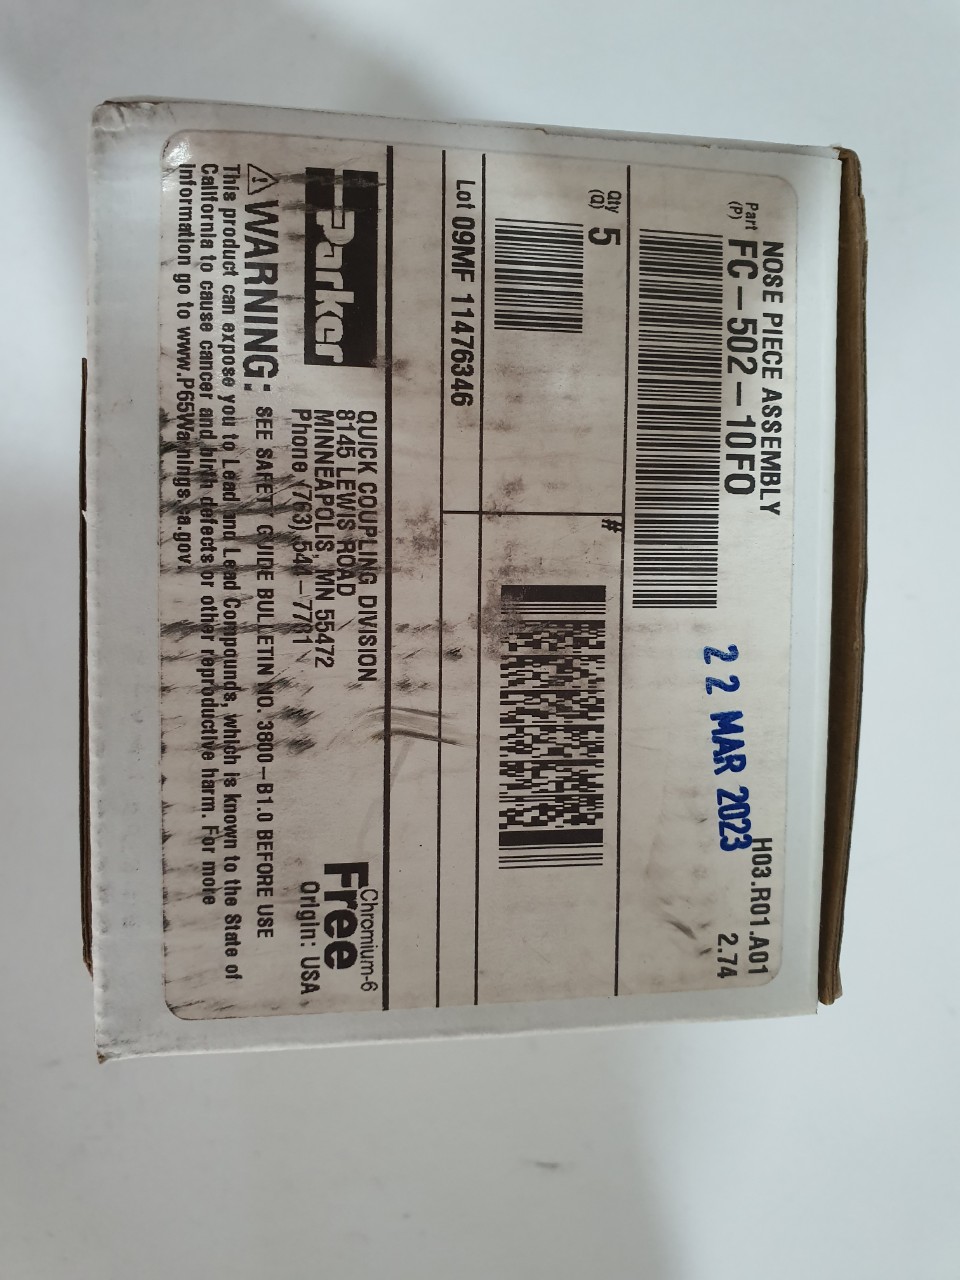 NOSE PIECE ASSEMBLY
H03.R01.A01
Part
(P)
FC-502-10F0
2.74
22 MAR 2023
Qty
(Q)
5
#
Lot 09MF 11476346
Parker
QUICK COUPLING DIVISION
8145 LEWIS ROAD
MINNEAPOLIS, MN 55472
Phone (763) 544-7781
Chromium-6
Free
Origin: USA
WARNING: SEE SAFETY GUIDE BULLETIN NO. 3800-B1.0 BEFORE USE
This product can expose you to Lead and Lead Compounds, which is known to the State of
California to cause cancer and birth defects or other reproductive harm. For more
information go to www.P65Warnings.ca.gov